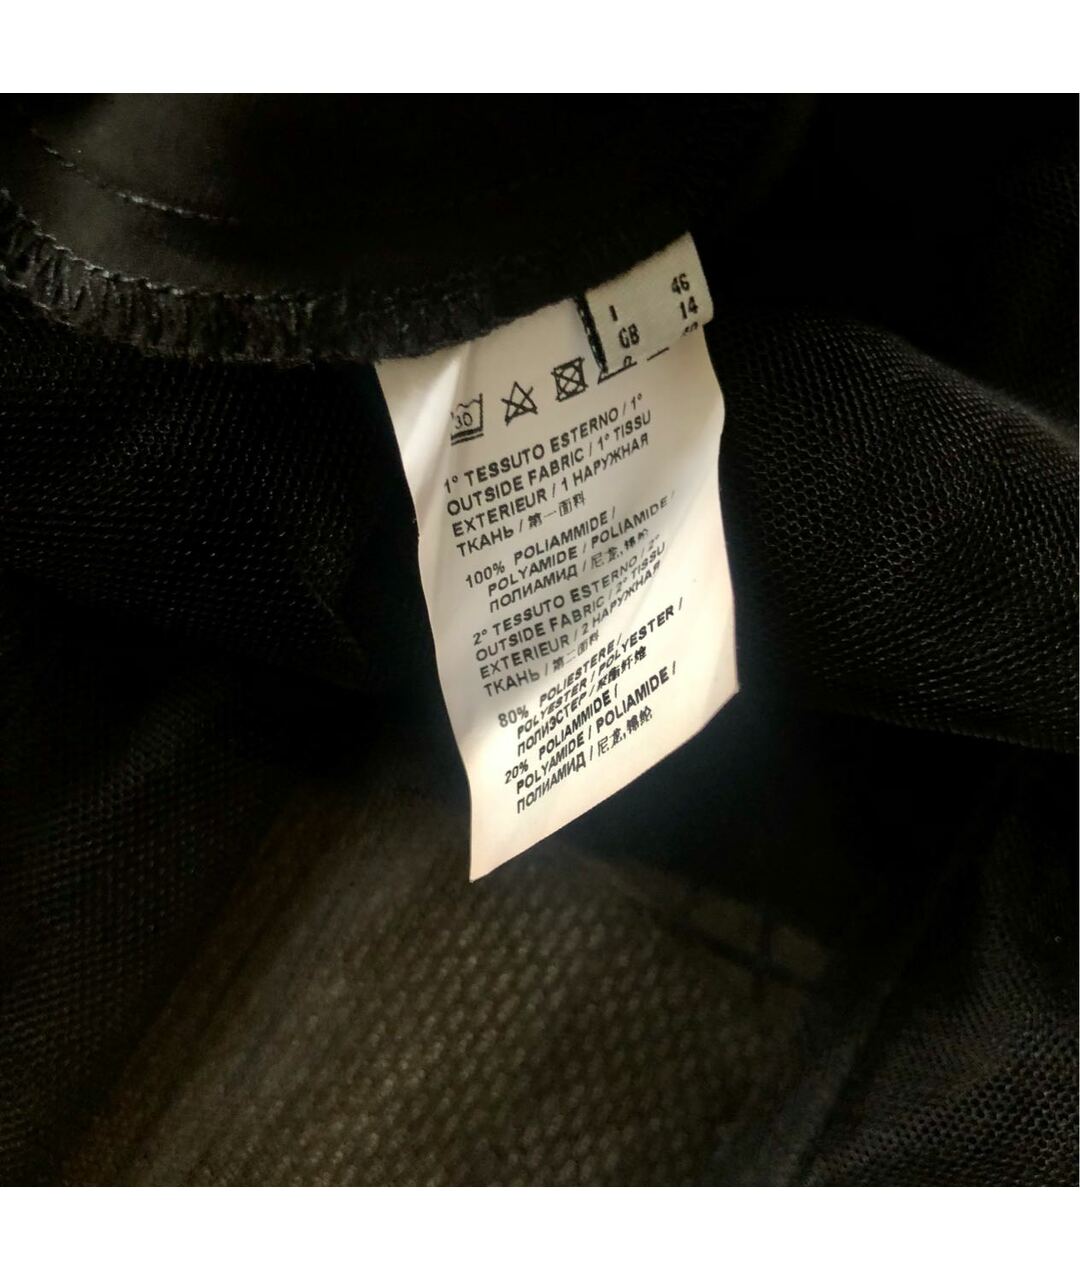 I 46
GB 14
30
1° TESSUTO ESTERNO / 1°
OUTSIDE FABRIC / 1° TISSU
EXTERIEUR / 1 НАРУЖНАЯ
ТКАНЬ / 第一面料
100% POLIAMMIDE /
POLYAMIDE / POLIAMIDE /
ПОЛИАМИД / 尼龙,锦纶
2° TESSUTO ESTERNO / 2°
OUTSIDE FABRIC / 2° TISSU
EXTERIEUR / 2 НАРУЖНАЯ
ТКАНЬ / 第二面料
80% POLIESTERE /
POLYESTER / POLYESTER /
ПОЛИЭСТЕР / 聚酯纤维
20% POLIAMMIDE /
POLYAMIDE / POLIAMIDE /
ПОЛИАМИД / 尼龙,锦纶